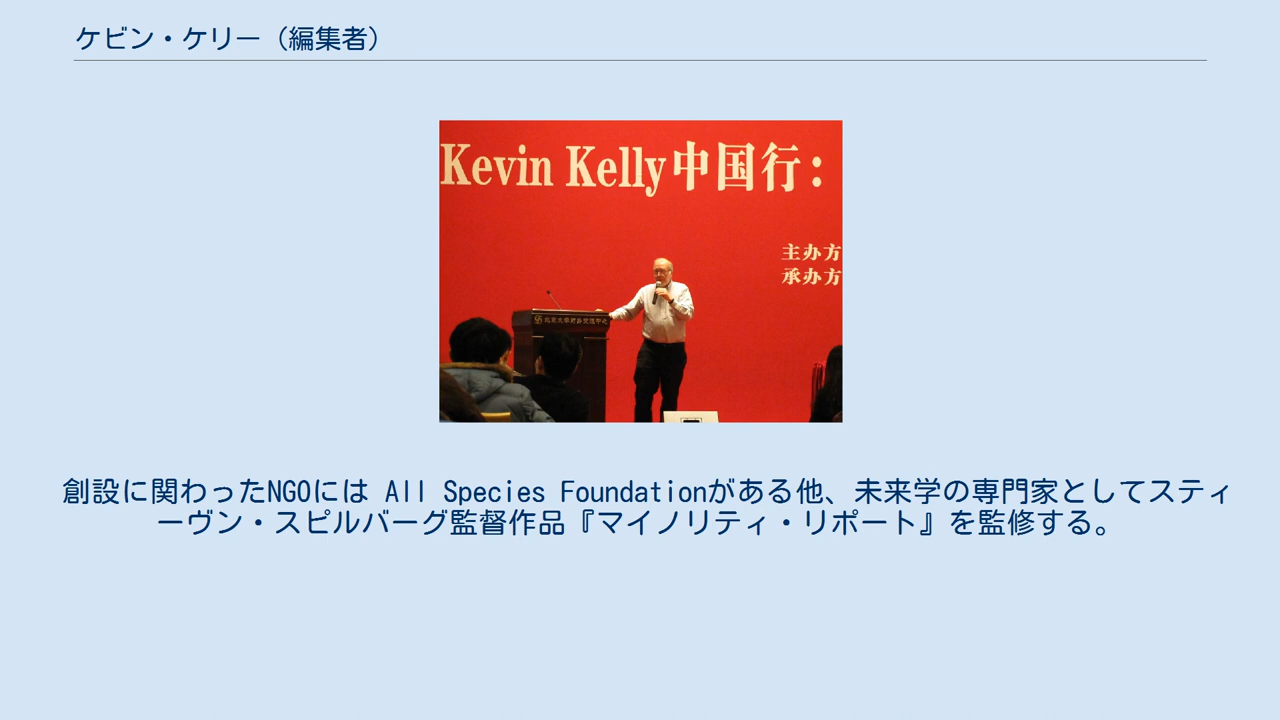 ケビン・ケリー（編集者）
Kevin Kelly中国行：
主办方
承办方
创設に関わったNGOには All Species Foundationがある他、未来学の専門家としてスティ
ーヴン・スピルバーグ監督作品『マイノリティ・リポート』を監修する。